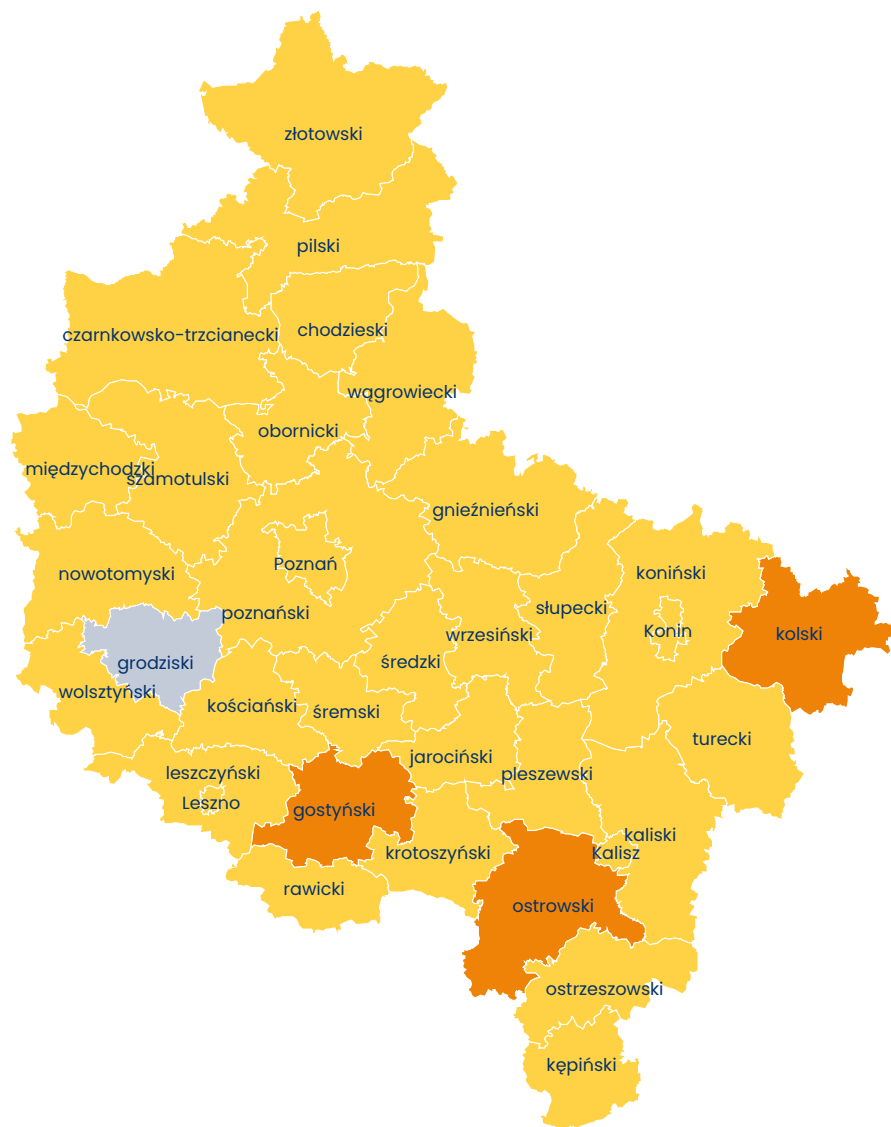 złotowski
pilski
chodzieski
czarnkowsko-trzcianecki
wągrowiecki
obornicki
międzychodzki
szamotulski
gnieźnieński
Poznań
nowotomyski
koniński
słupecki
poznański
Konin
wrzesiński
kolski
średzki
grodziski
wolsztyński
kościański
śremski
turecki
jarociński
leszczyński
pleszewski
Leszno
gostyński
kaliski
krotoszyński
Kalisz
rawicki
ostrowski
ostrzeszowski
kępiński